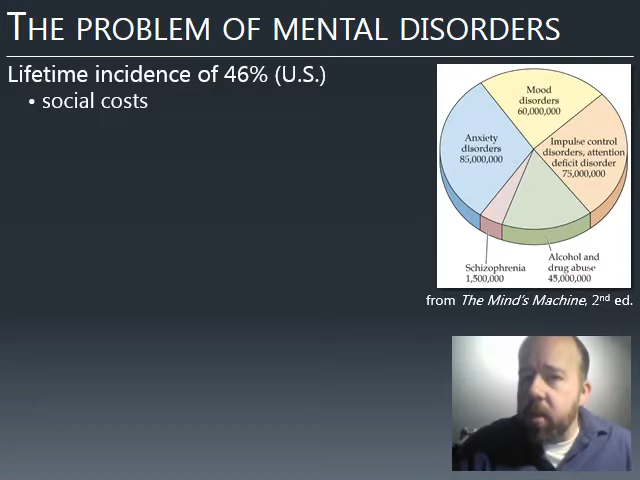 THE PROBLEM OF MENTAL DISORDERS
Lifetime incidence of 46% (U.S.)
• social costs
Mood
disorders
60,000,000
Anxiety
disorders
85,000,000
Impulse control
disorders, attention
deficit disorder
75,000,000
Schizophrenia
1,500,000
Alcohol and
drug abuse
45,000,000
from The Mind's Machine, 2nd ed.